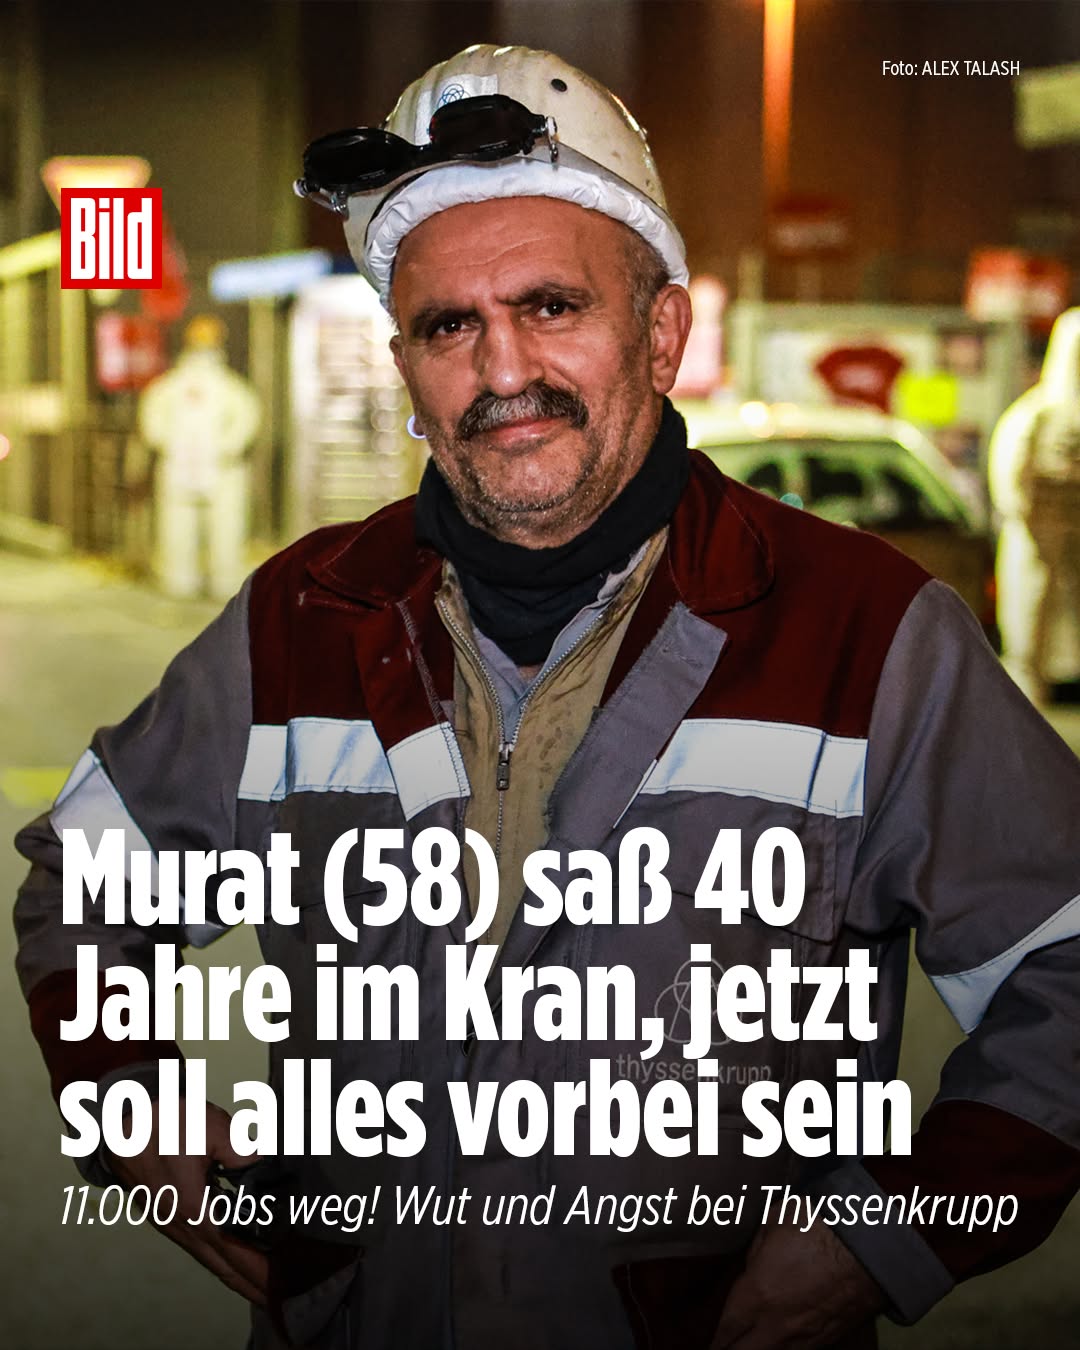 Foto: ALEX TALASH
Bild
thyssenkrupp
Murat (58) saß 40
Jahre im Kran, jetzt
soll alles vorbei sein
11.000 Jobs weg! Wut und Angst bei Thyssenkrupp